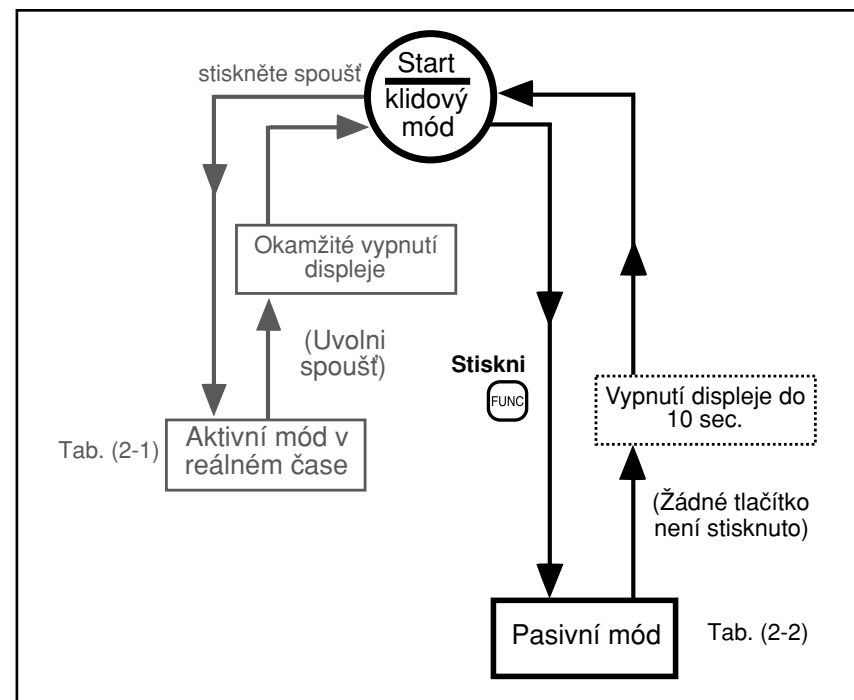 stiskněte spoušť
Start
klidový
mód
Okamžité vypnutí
displeje
(Uvolni
spoušť)
Tab. (2-1)
Aktivní mód v
reálném čase
Stiskni
FUNC
Vypnutí displeje do
10 sec.
(Žádné tlačítko
není stisknuto)
Pasivní mód
Tab. (2-2)